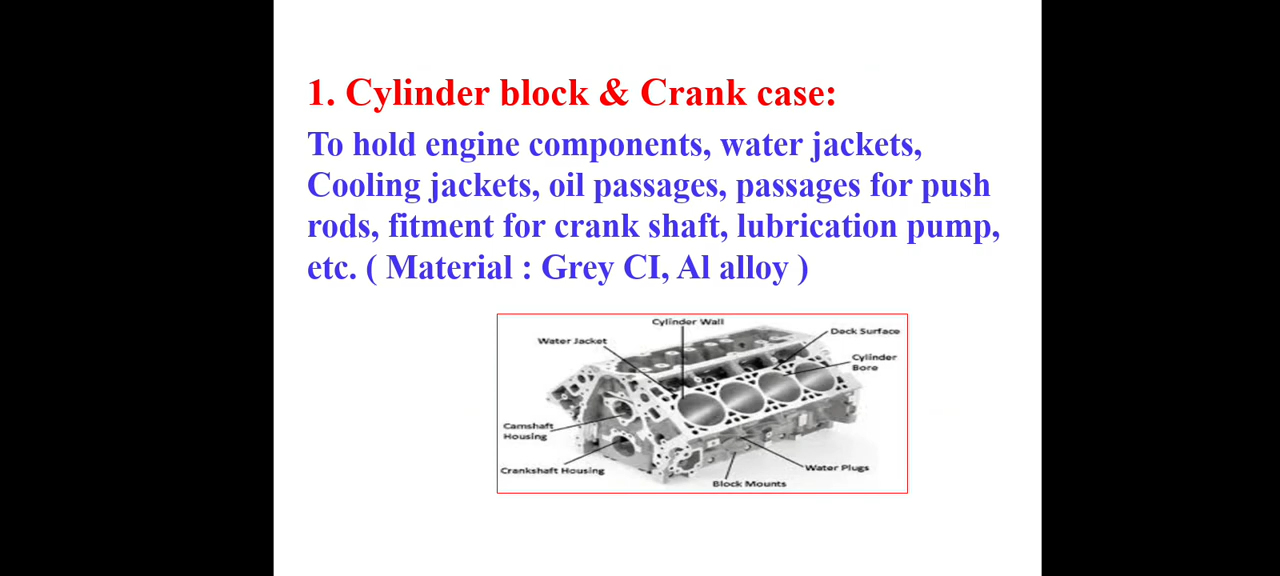 1. Cylinder block & Crank case:
To hold engine components, water jackets,
Cooling jackets, oil passages, passages for push
rods, fitment for crank shaft, lubrication pump,
etc. ( Material : Grey CI, Al alloy )
Cylinder Wall
Water Jacket
Deck Surface
Cylinder
Bore
Camshaft
Housing
Crankshaft Housing
Water Plugs
Block Mounts